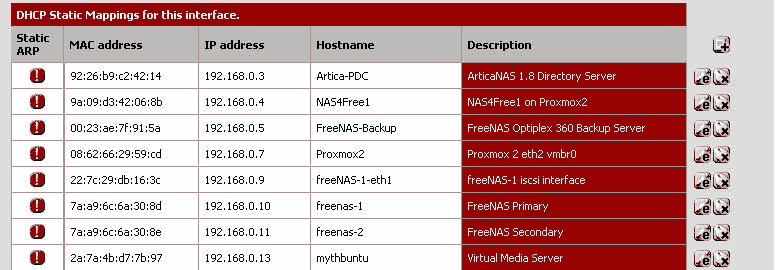 DHCP Static Mappings for this interface.
Static ARP MAC address IP address Hostname Description
92:26:b9:c2:42:14 192.168.0.3 Artica-PDC ArticaNAS 1.8 Directory Server
9a:09:d3:42:06:8b 192.168.0.4 NAS4Free1 NAS4Free1 on Proxmox2
00:23:ae:7f:91:5a 192.168.0.5 FreeNAS-Backup FreeNAS Optiplex 360 Backup Server
08:62:66:29:59:cd 192.168.0.7 Proxmox2 Proxmox 2 eth2 vmbr0
22:7c:29:db:16:3c 192.168.0.9 freeNAS-1-eth1 freeNAS-1 iscsi interface
7a:a9:6c:6a:30:8d 192.168.0.10 freenas-1 FreeNAS Primary
7a:a9:6c:6a:30:8e 192.168.0.11 freenas-2 FreeNAS Secondary
2a:7a:4b:d7:7b:97 192.168.0.13 mythbuntu Virtual Media Server